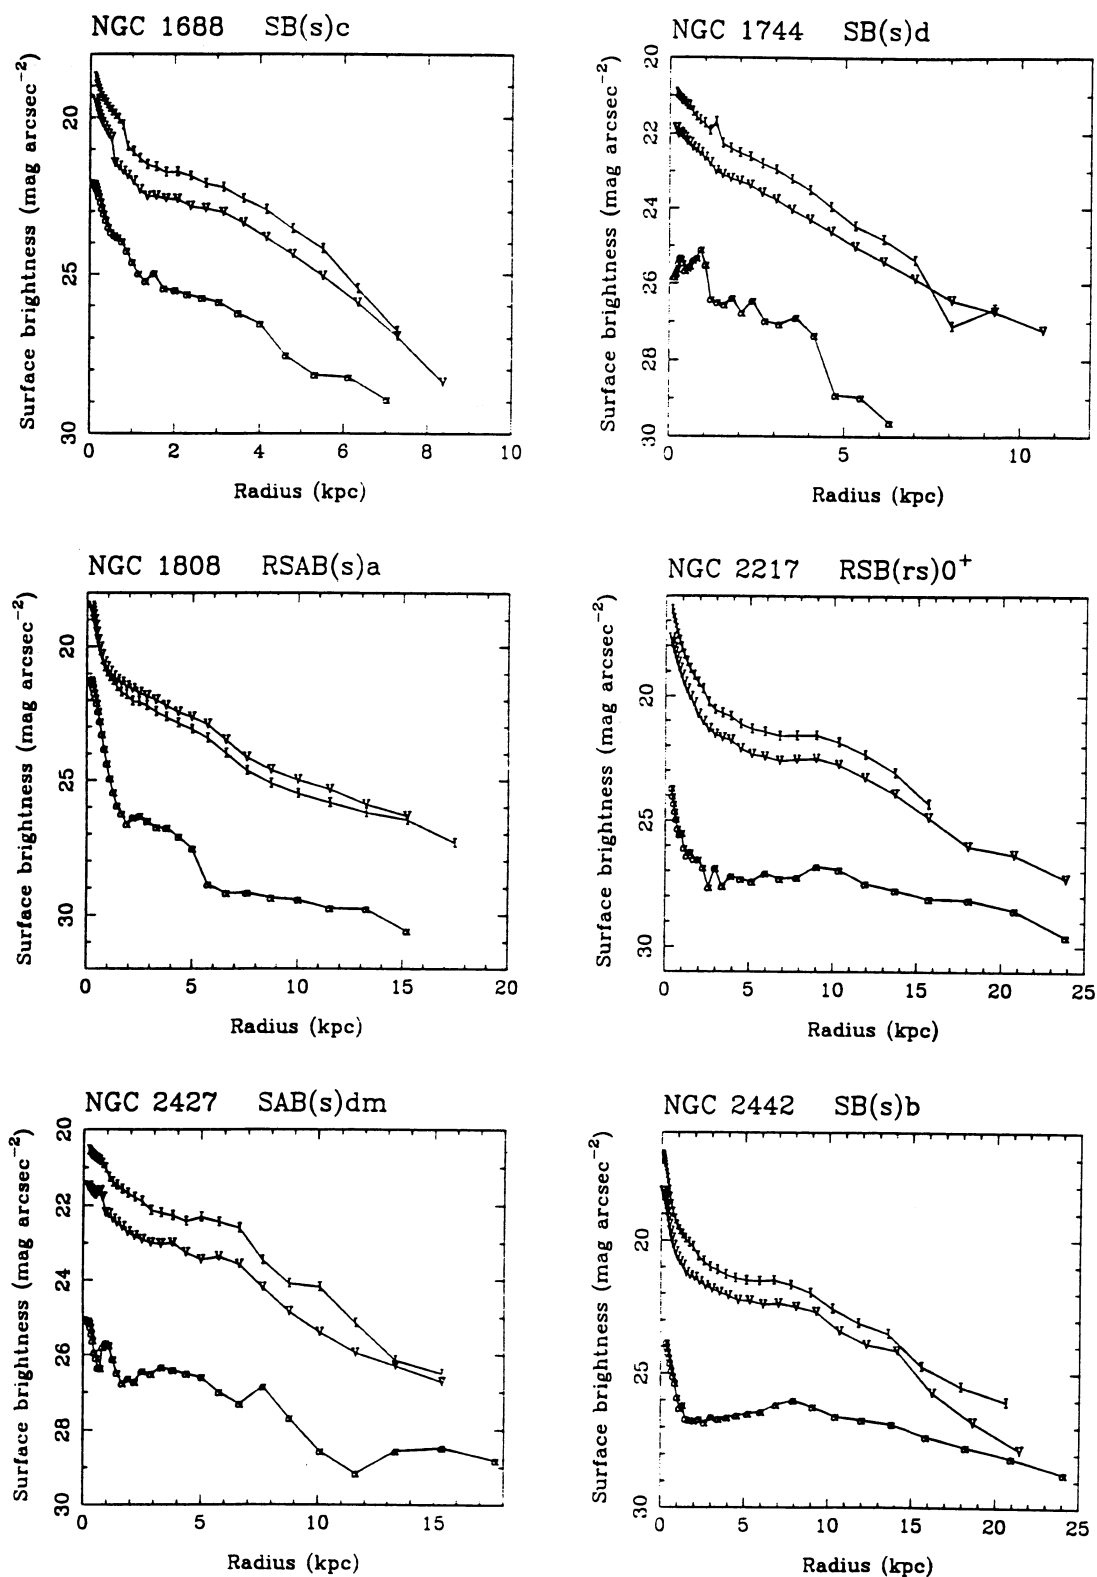 NGC 1688 SB(s)c
Surface brightness (mag arcsec−2)
20
25
30
0 2 4 6 8 10
Radius (kpc)
NGC 1744 SB(s)d
Surface brightness (mag arcsec−2)
20
22
24
26
28
30
0 5 10
Radius (kpc)
NGC 1808 RSAB(s)a
Surface brightness (mag arcsec−2)
20
25
30
0 5 10 15 20
Radius (kpc)
NGC 2217 RSB(rs)0+
Surface brightness (mag arcsec−2)
20
25
30
0 5 10 15 20 25
Radius (kpc)
NGC 2427 SAB(s)dm
Surface brightness (mag arcsec−2)
20
22
24
26
28
30
0 5 10 15
Radius (kpc)
NGC 2442 SB(s)b
Surface brightness (mag arcsec−2)
20
25
30
0 5 10 15 20 25
Radius (kpc)